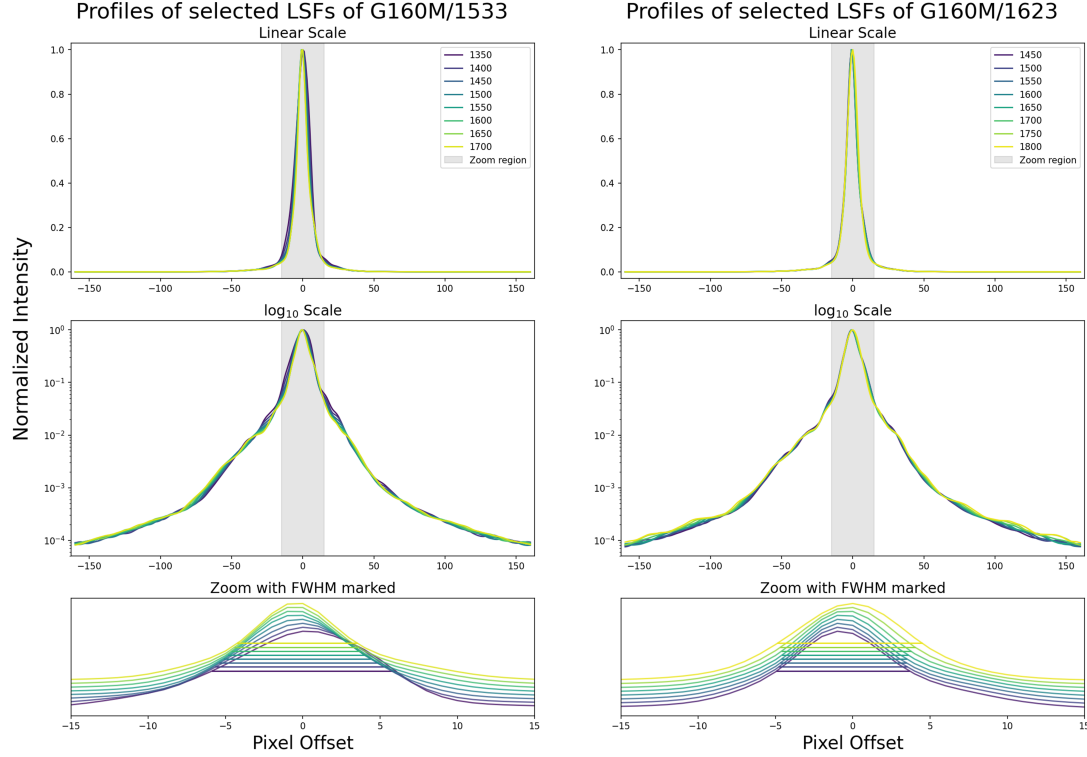 Profiles of selected LSFs of G160M/1533
Linear Scale
1.0
0.8
0.6
0.4
0.2
0.0
1350
1400
1450
1500
1550
1600
1650
1700
Zoom region
−150 −100 −50 0 50 100 150
log₁₀ Scale
10⁰
10⁻¹
10⁻²
10⁻³
10⁻⁴
−150 −100 −50 0 50 100 150
Zoom with FWHM marked
−15 −10 −5 0 5 10 15
Pixel Offset
Normalized Intensity
Profiles of selected LSFs of G160M/1623
Linear Scale
1.0
0.8
0.6
0.4
0.2
0.0
1450
1500
1550
1600
1650
1700
1750
1800
Zoom region
−150 −100 −50 0 50 100 150
log₁₀ Scale
10⁰
10⁻¹
10⁻²
10⁻³
10⁻⁴
−150 −100 −50 0 50 100 150
Zoom with FWHM marked
−15 −10 −5 0 5 10 15
Pixel Offset